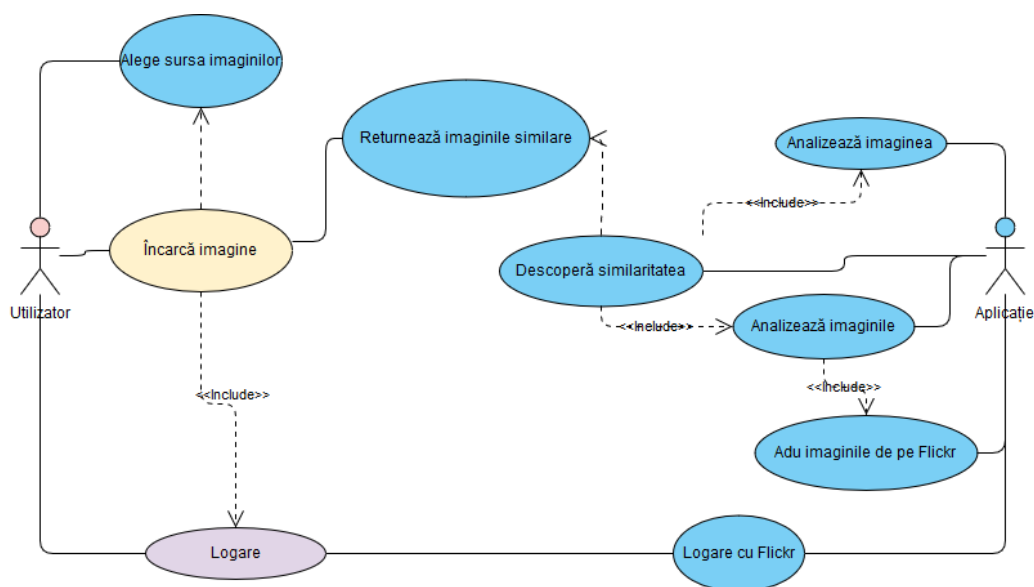 Alege sursa imaginilor
Returnează imaginile similare
Analizează imaginea
<<Include>>
Încarcă imagine
Descoperă similaritatea
Utilizator
Aplicație
<<Include>>
Analizează imaginile
<<Include>>
<<Include>>
Adu imaginile de pe Flickr
Logare
Logare cu Flickr